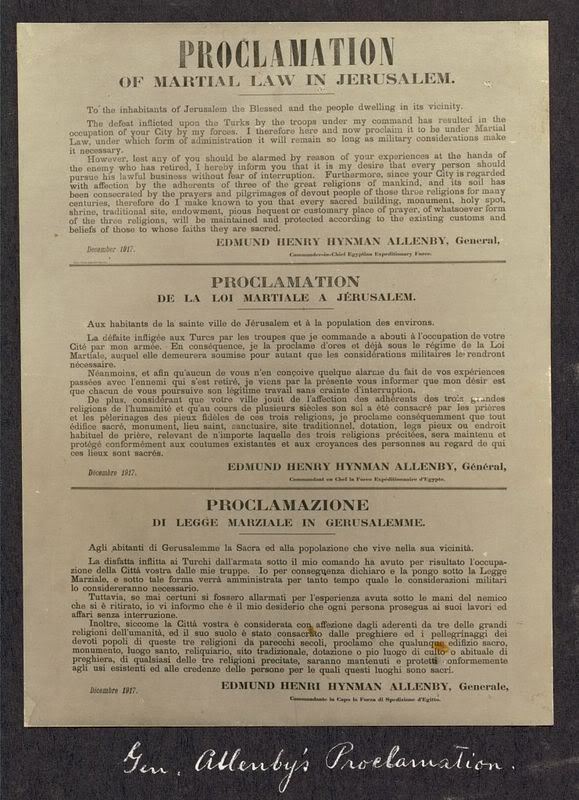 PROCLAMATION
OF MARTIAL LAW IN JERUSALEM.
To the inhabitants of Jerusalem the Blessed and the people dwelling in its vicinity.
The defeat inflicted upon the Turks by the troops under my command has resulted in the
occupation of your City by my forces. I therefore here and now proclaim it to be under Martial
Law, under which form of administration it will remain so long as military considerations make
it necessary.
However, lest any of you should be alarmed by reason of your experiences at the hands of
the enemy who has retired, I hereby inform you that it is my desire that every person should
pursue his lawful business without fear of interruption. Furthermore, since your City is regarded
with affection by the adherents of three of the great religions of mankind, and its soil has
been consecrated by the prayers and pilgrimages of devout people of those three religions for many
centuries, therefore do I make known to you that every sacred building, monument, holy spot,
shrine, traditional site, endowment, pious bequest or customary place of prayer, of whatsoever form
of the three religions, will be maintained and protected according to the existing customs and
beliefs of those to whose faiths they are sacred.
EDMUND HENRY HYNMAN ALLENBY, General,
December 1917.
Commander-in-Chief Egyptian Expeditionary Force.
PROCLAMATION
DE LA LOI MARTIALE A JÉRUSALEM.
Aux habitants de la sainte ville de Jérusalem et à la population des environs.
La défaite infligée aux Turcs par les troupes que je commande a abouti à l'occupation de votre
Cité par mon armée. En conséquence, je la proclame d'ores et déjà sous le régime de la Loi
Martiale, auquel elle demeurera soumise pour autant que les considérations militaires le rendront
nécessaire.
Néanmoins, et afin qu'aucun de vous n'en conçoive quelque alarme du fait de vos expériences
passées avec l'ennemi qui s'est retiré, je viens par la présente vous informer que mon désir est
que chacun de vous poursuive son légitime travail sans crainte d'interruption.
De plus, considérant que votre ville jouit de l'affection des adhérents des trois grandes
religions de l'humanité et qu'au cours de plusieurs siècles son sol a été consacré par les prières
et les pèlerinages des pieux fidèles de ces trois religions, je proclame conséquemment que tout
édifice sacré, monument, lieu saint, sanctuaire, site traditionnel, dotation, legs pieux ou endroit
habituel de prière, relevant de n'importe laquelle des trois religions précitées, sera maintenu et
protégé conformément aux coutumes existantes et aux croyances des personnes au regard de qui
ces lieux sont sacrés.
EDMUND HENRY HYNMAN ALLENBY, Général,
Décembre 1917.
Commandant en Chef la Force Expéditionnaire d'Egypte.
PROCLAMAZIONE
DI LEGGE MARZIALE IN GERUSALEMME.
Agli abitanti di Gerusalemme la Sacra ed alla popolazione che vive nella sua vicinità.
La disfatta inflitta ai Turchi dall'armata sotto il mio comando ha avuto per risultato l'occupa-
zione della Città vostra dalle mie truppe. Io per conseguenza dichiaro e la pongo sotto la Legge
Marziale, e sotto tale forma verrà amministrata per tanto tempo quale le considerazioni militari
lo considereranno necessario.
Tuttavia, se mai certuni si fossero allarmati per l'esperienza avuta sotto le mani del nemico
che si è ritirato, io vi informo che è il mio desiderio che ogni persona prosegua ai suoi lavori ed
affari senza interruzione.
Inoltre, siccome la Città vostra è considerata con affezione dagli aderenti da tre delle grandi
religioni dell'umanità, ed il suo suolo è stato consacrato dalle preghiere ed i pellegrinaggi dei
devoti popoli di queste tre religioni da parecchi secoli, proclamo che qualunque edifizio sacro,
monumento, luogo santo, reliquiario, sito tradizionale, dotazione o pio legago di culto o abituale di
preghiera, di qualsiasi delle tre religioni precitate, saranno mantenuti e protetti conformemente
agli usi esistenti ed alle credenze delle persone per le quali questi luoghi sono sacri.
EDMUND HENRI HYNMAN ALLENBY, Generale,
Dicembre 1917.
Commandante in Capo la Forza di Spedizione d'Egitto.
Gen. Allenby's Proclamation.